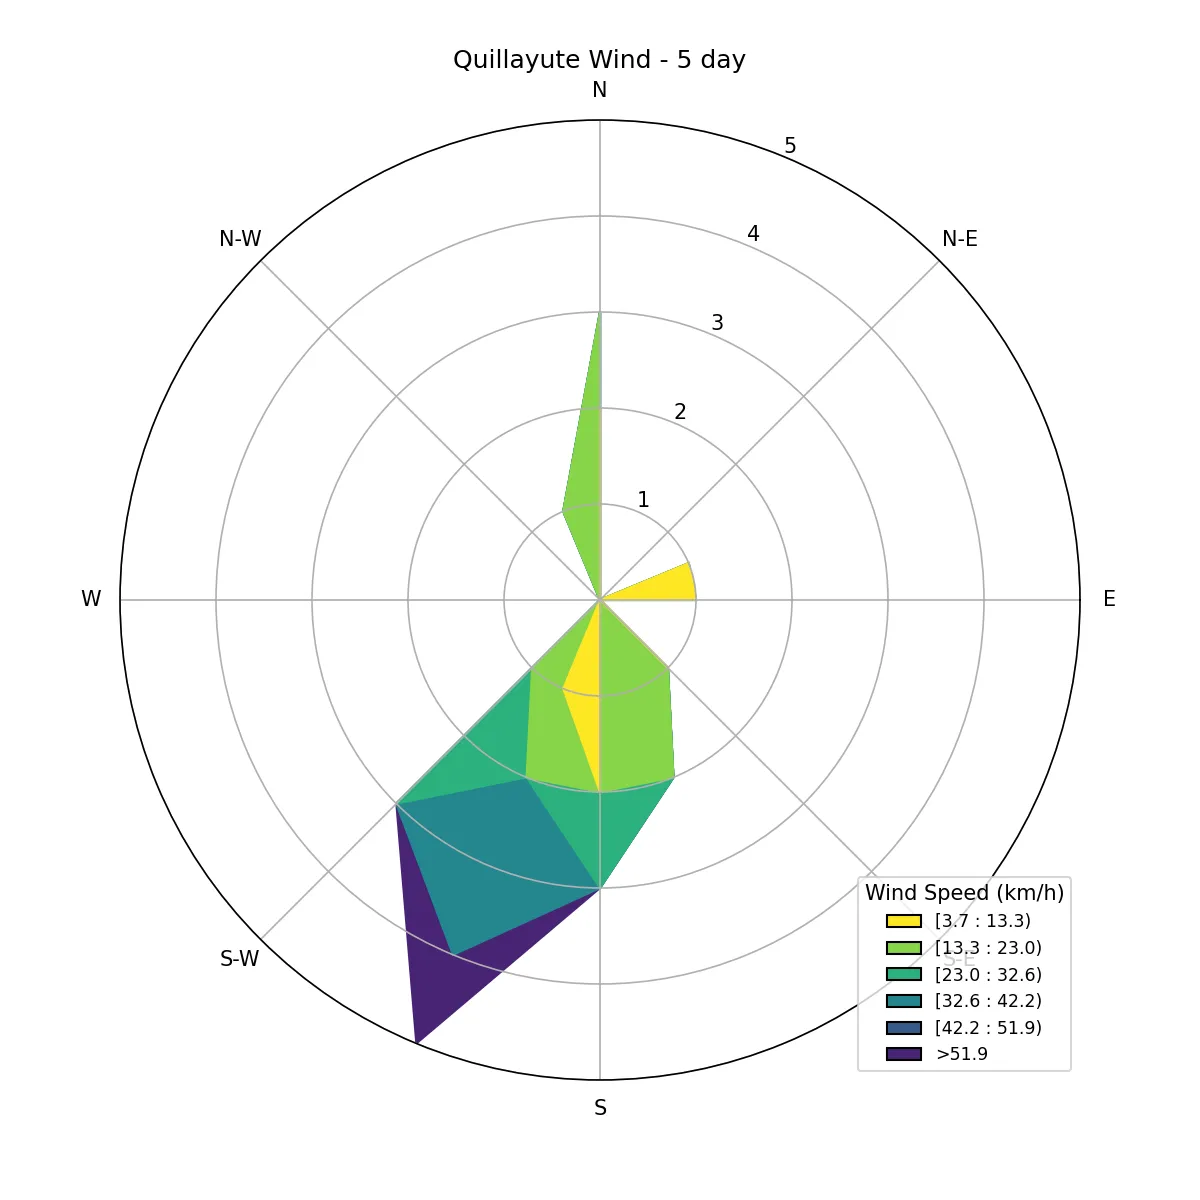 Quillayute Wind - 5 day
N
5
N-W
4
N-E
3
2
1
W
E
S-W
S-E
S
Wind Speed (km/h)
[3.7 : 13.3)
[13.3 : 23.0)
[23.0 : 32.6)
[32.6 : 42.2)
[42.2 : 51.9)
>51.9